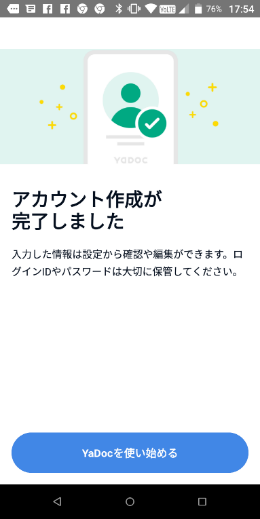 76% 17:54
YODOC
アカウント作成が
完了しました
入力した情報は設定から確認や編集ができます。ロ
グインIDやパスワードは大切に保管してください。
YaDocを使い始める